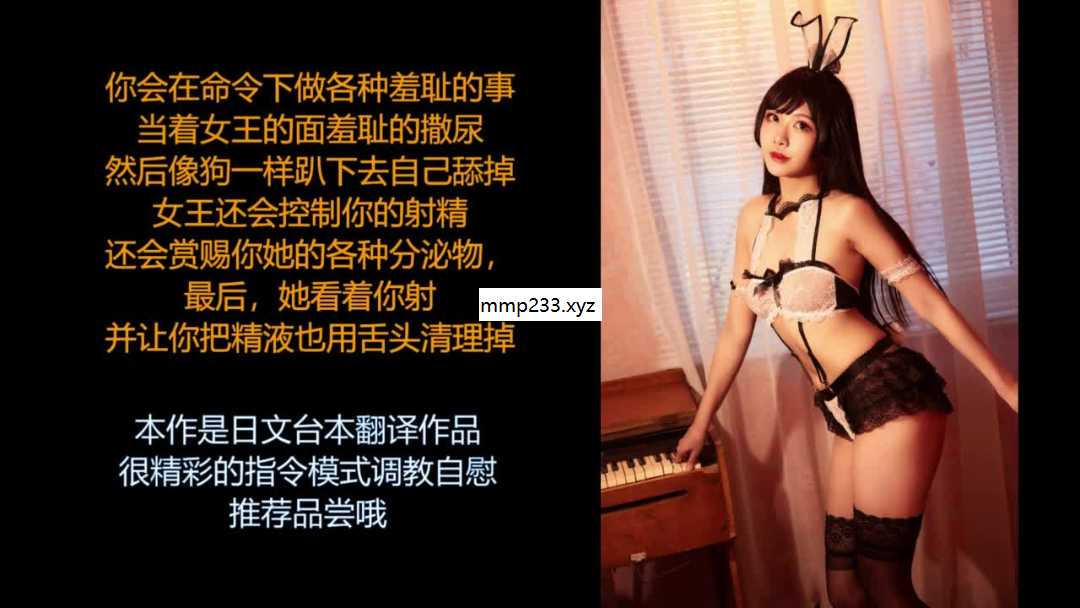 你会在命令下做各种羞耻的事
当着女王的面羞耻的撒尿
然后像狗一样趴下去自己舔掉
女王还会控制你的射精
还会赏赐你她的各种分泌物，
最后，她看着你射
mmp233.xyz
并让你把精液也用舌头清理掉
本作是日文台本翻译作品
很精彩的指令模式调教自慰
推荐品尝哦